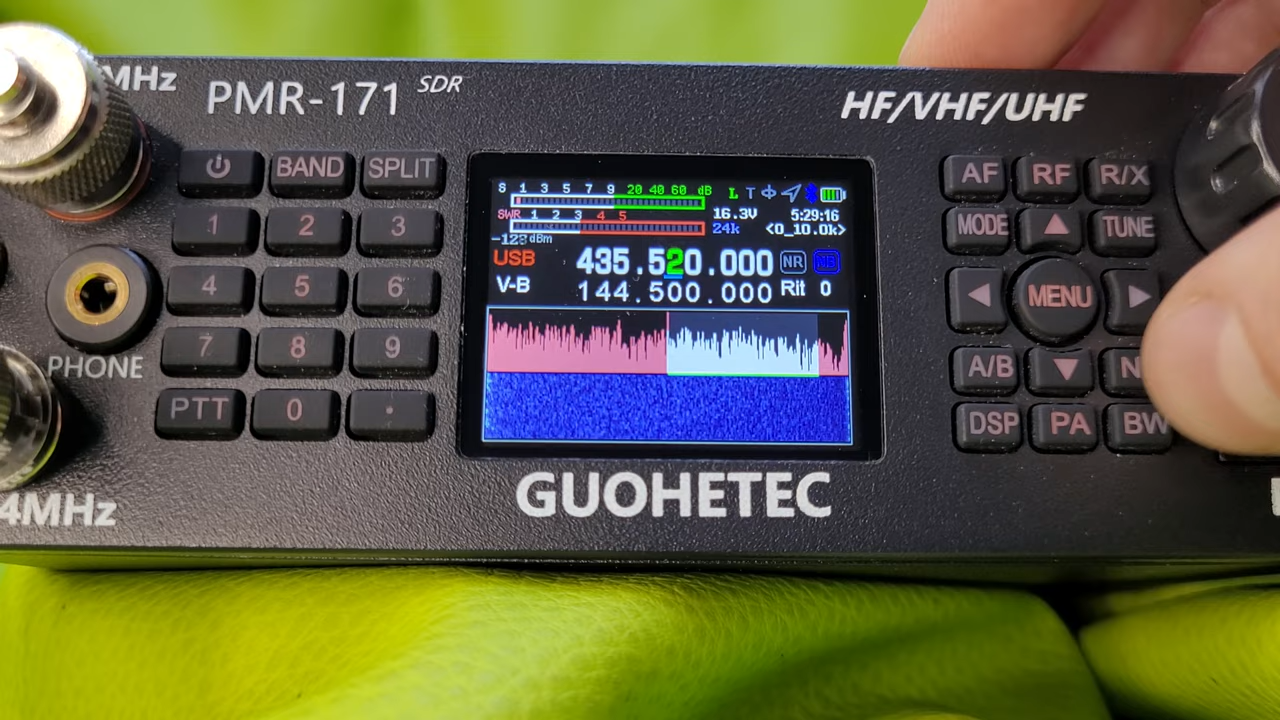 MHz
PMR-171 SDR
HF/VHF/UHF
BAND SPLIT
1 2 3
4 5 6
7 8 9
PTT 0 .
PHONE
4MHz
S 1 3 5 7 9 20 40 60 dB
L T
SWR 1 2 3 4 5
16.3V 5:29:16
24k <0_10.0k>
dBm
USB 435.520.000 NR NB
V-B 144.500.000 Rit 0
GUOHETEC
AF RF R/X
MODE TUNE
MENU
A/B
DSP PA BW